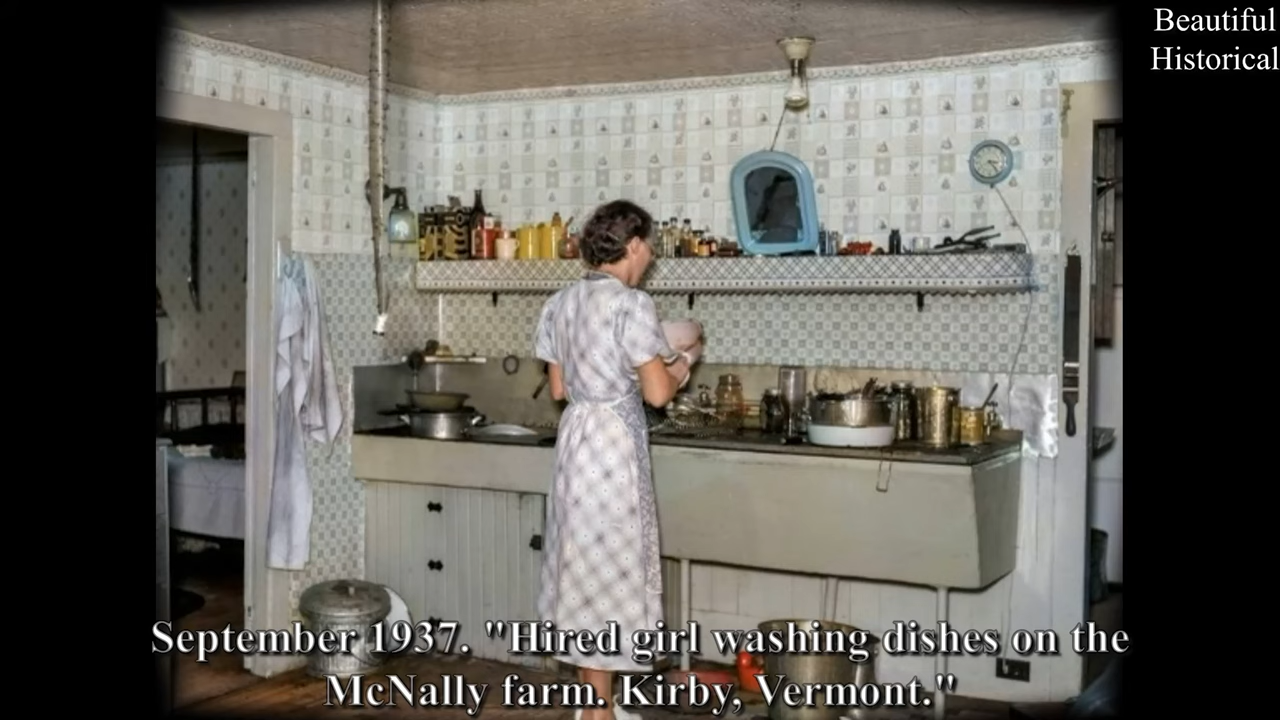 Beautiful
Historical
September 1937. "Hired girl washing dishes on the
McNally farm. Kirby, Vermont."